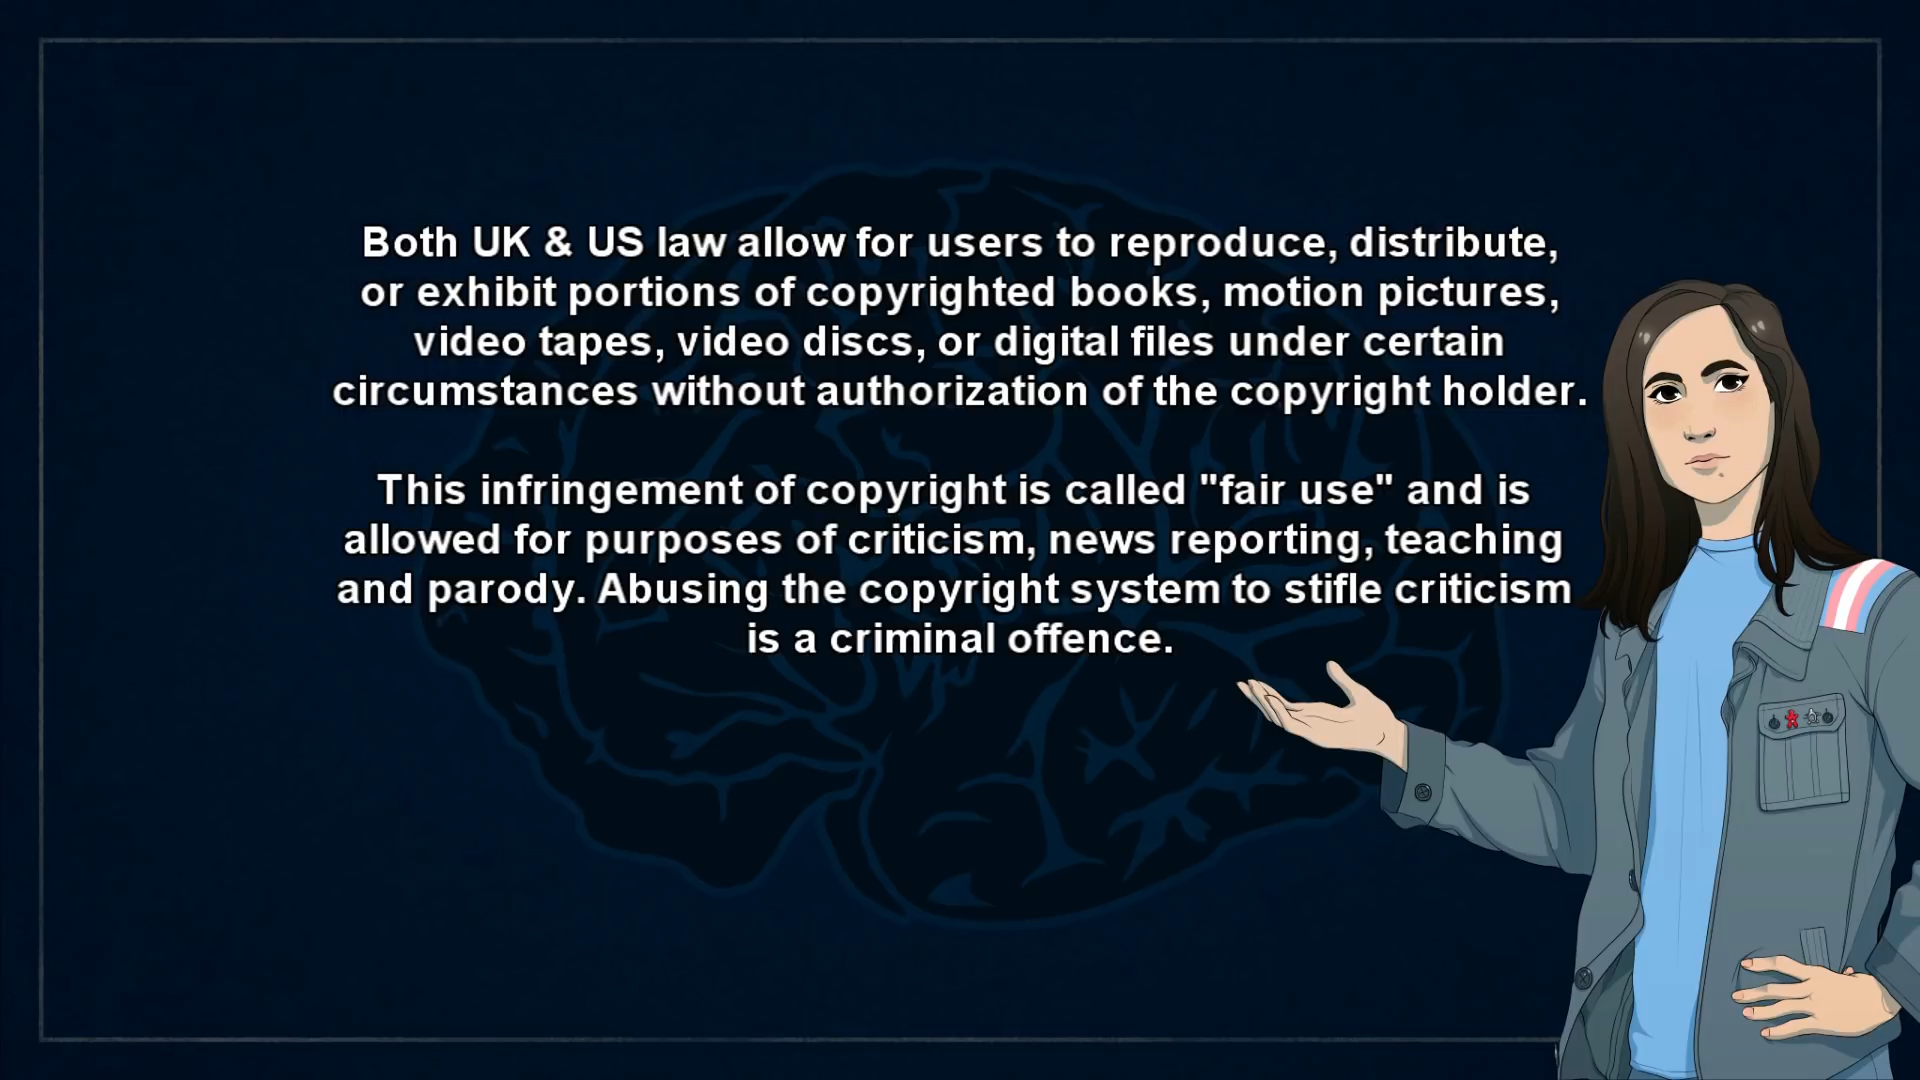 Both UK & US law allow for users to reproduce, distribute,
or exhibit portions of copyrighted books, motion pictures,
video tapes, video discs, or digital files under certain
circumstances without authorization of the copyright holder.
This infringement of copyright is called "fair use" and is
allowed for purposes of criticism, news reporting, teaching
and parody. Abusing the copyright system to stifle criticism
is a criminal offence.